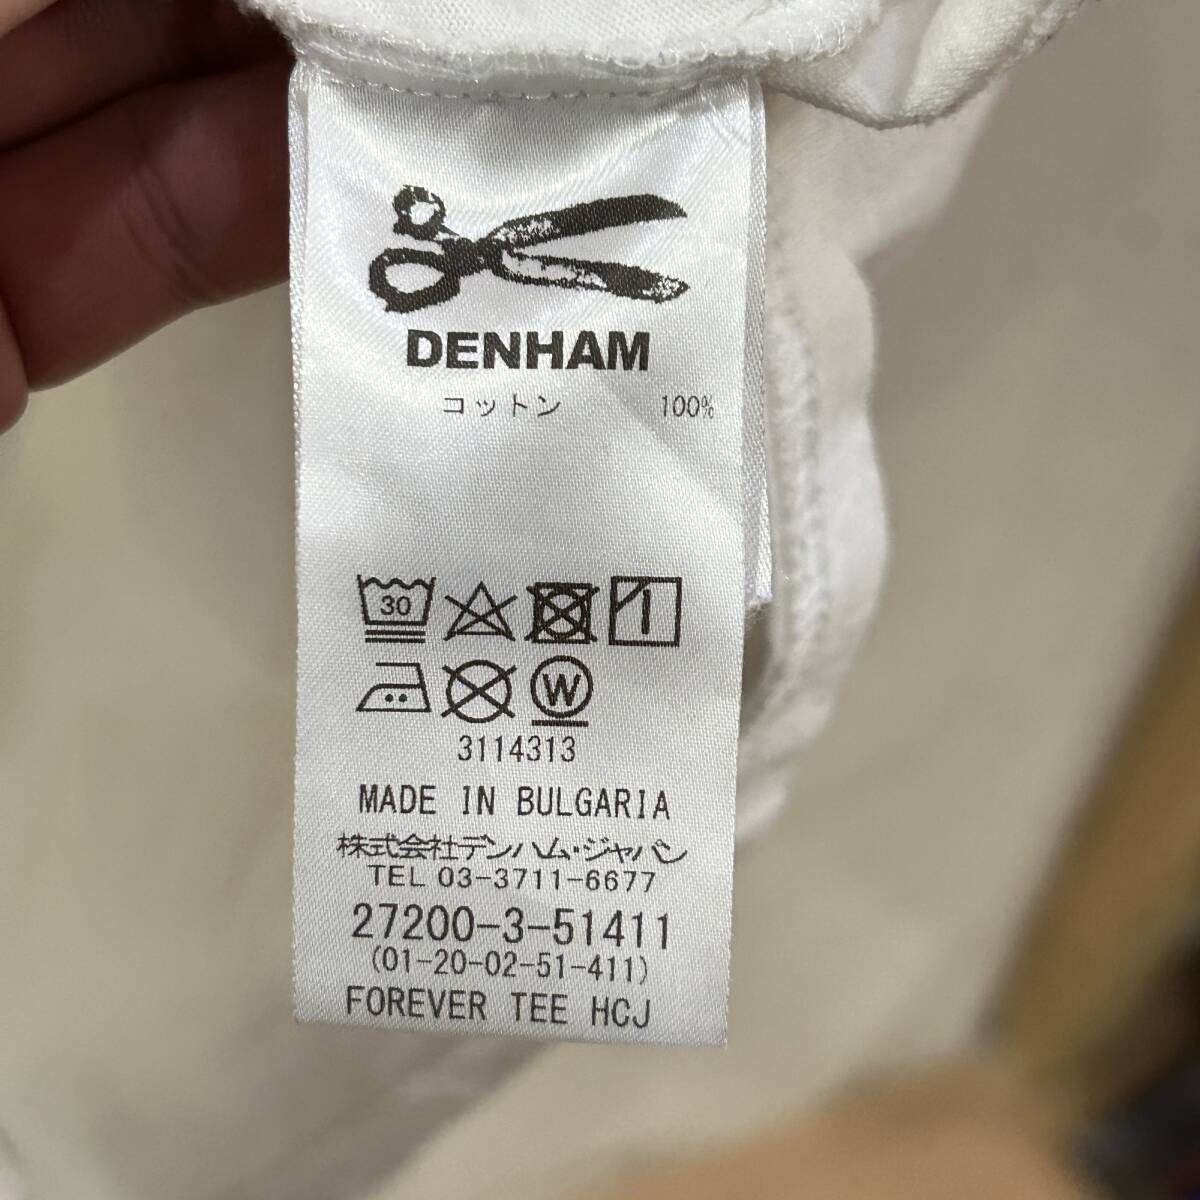 DENHAM
コットン 100%
30
W
3114313
MADE IN BULGARIA
株式会社デンハム・ジャパン
TEL 03-3711-6677
27200-3-51411
(01-20-02-51-411)
FOREVER TEE HCJ